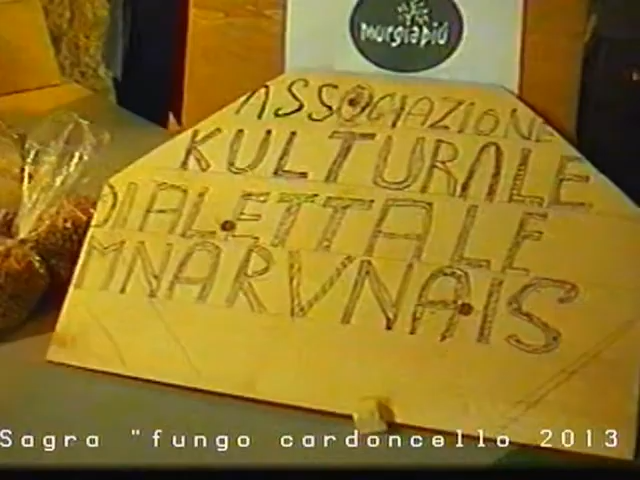 murgiapiù
ASSOCIAZIONE
KULTURALE
DIALETTALE
MNARVNAIS
Sagra "fungo cardoncello 2013